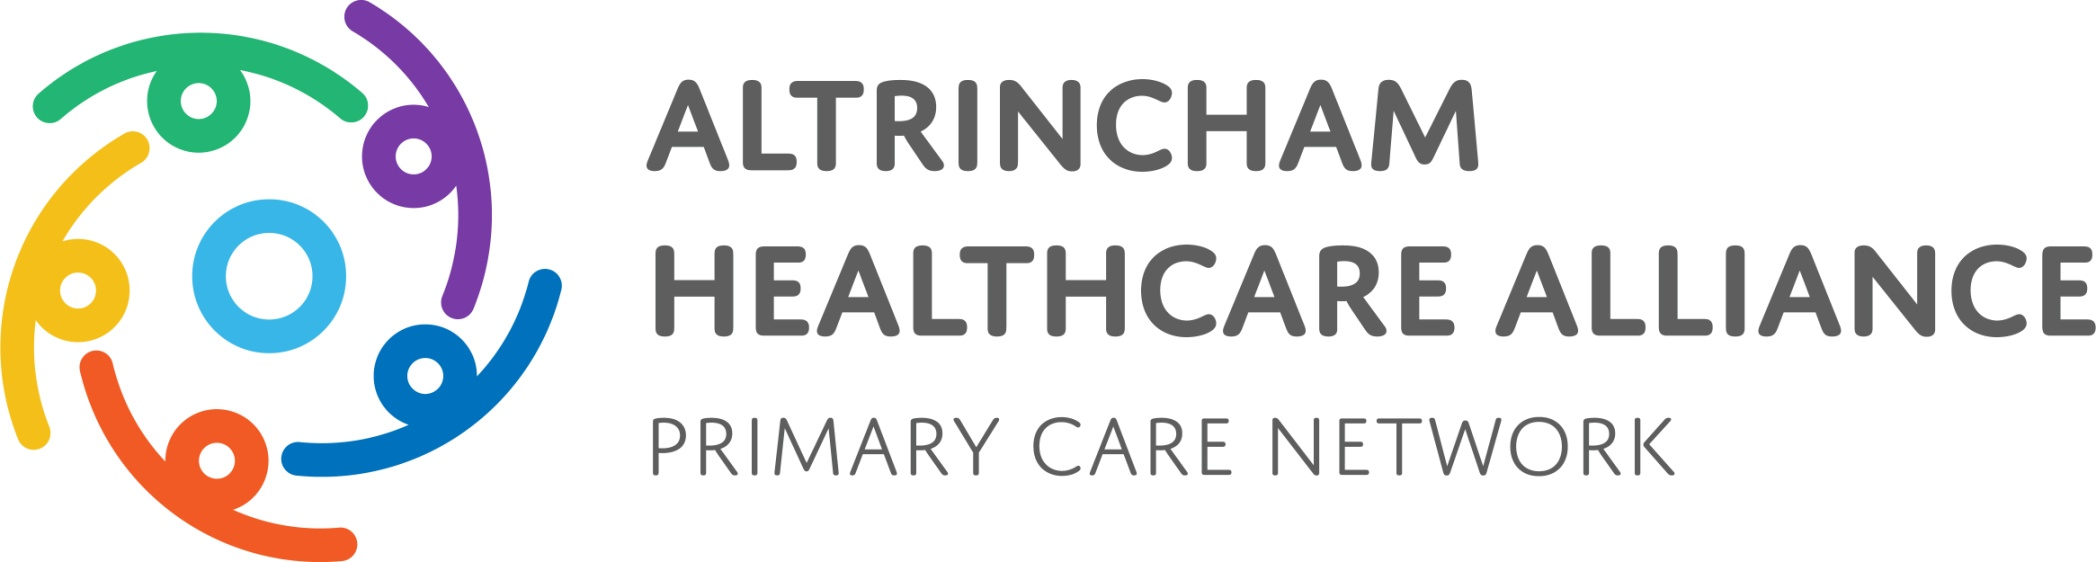 ALTRINCHAM
HEALTHCARE ALLIANCE
PRIMARY CARE NETWORK